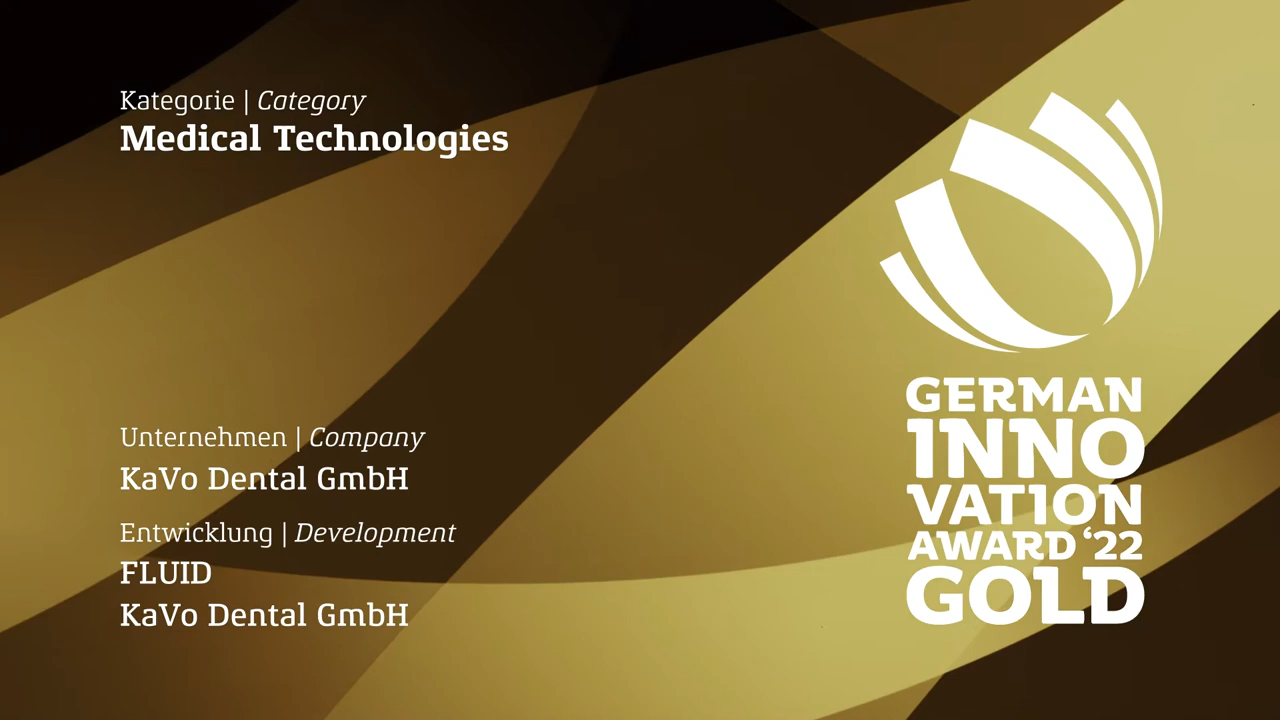 Kategorie | Category
Medical Technologies
Unternehmen | Company
KaVo Dental GmbH
Entwicklung | Development
FLUID
KaVo Dental GmbH
GERMAN
INNO
VATION
AWARD ‘22
GOLD